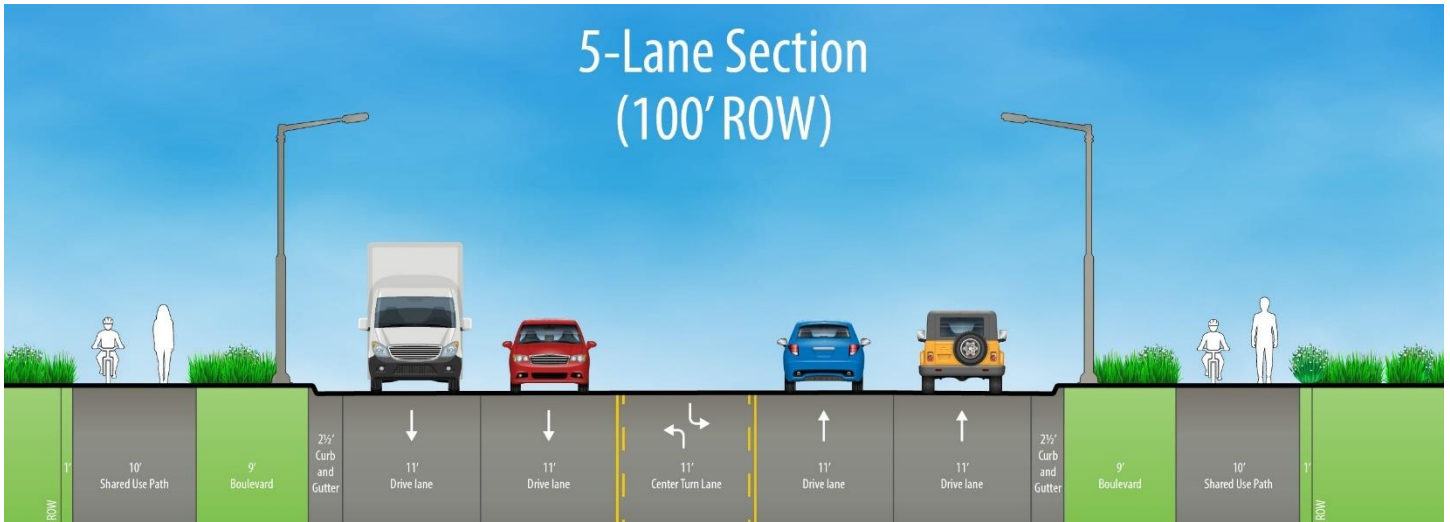 5-Lane Section
(100' ROW)
ROW
1'
10'
Shared Use Path
9'
Boulevard
2½'
Curb
and
Gutter
11'
Drive lane
11'
Drive lane
11'
Center Turn Lane
11'
Drive lane
11'
Drive lane
2½'
Curb
and
Gutter
9'
Boulevard
10'
Shared Use Path
1'
ROW